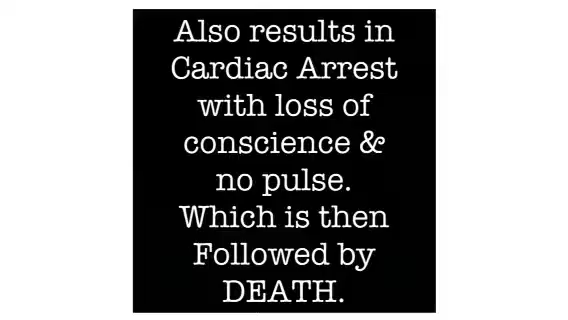 Also results in
Cardiac Arrest
with loss of
conscience &
no pulse.
Which is then
Followed by
DEATH.